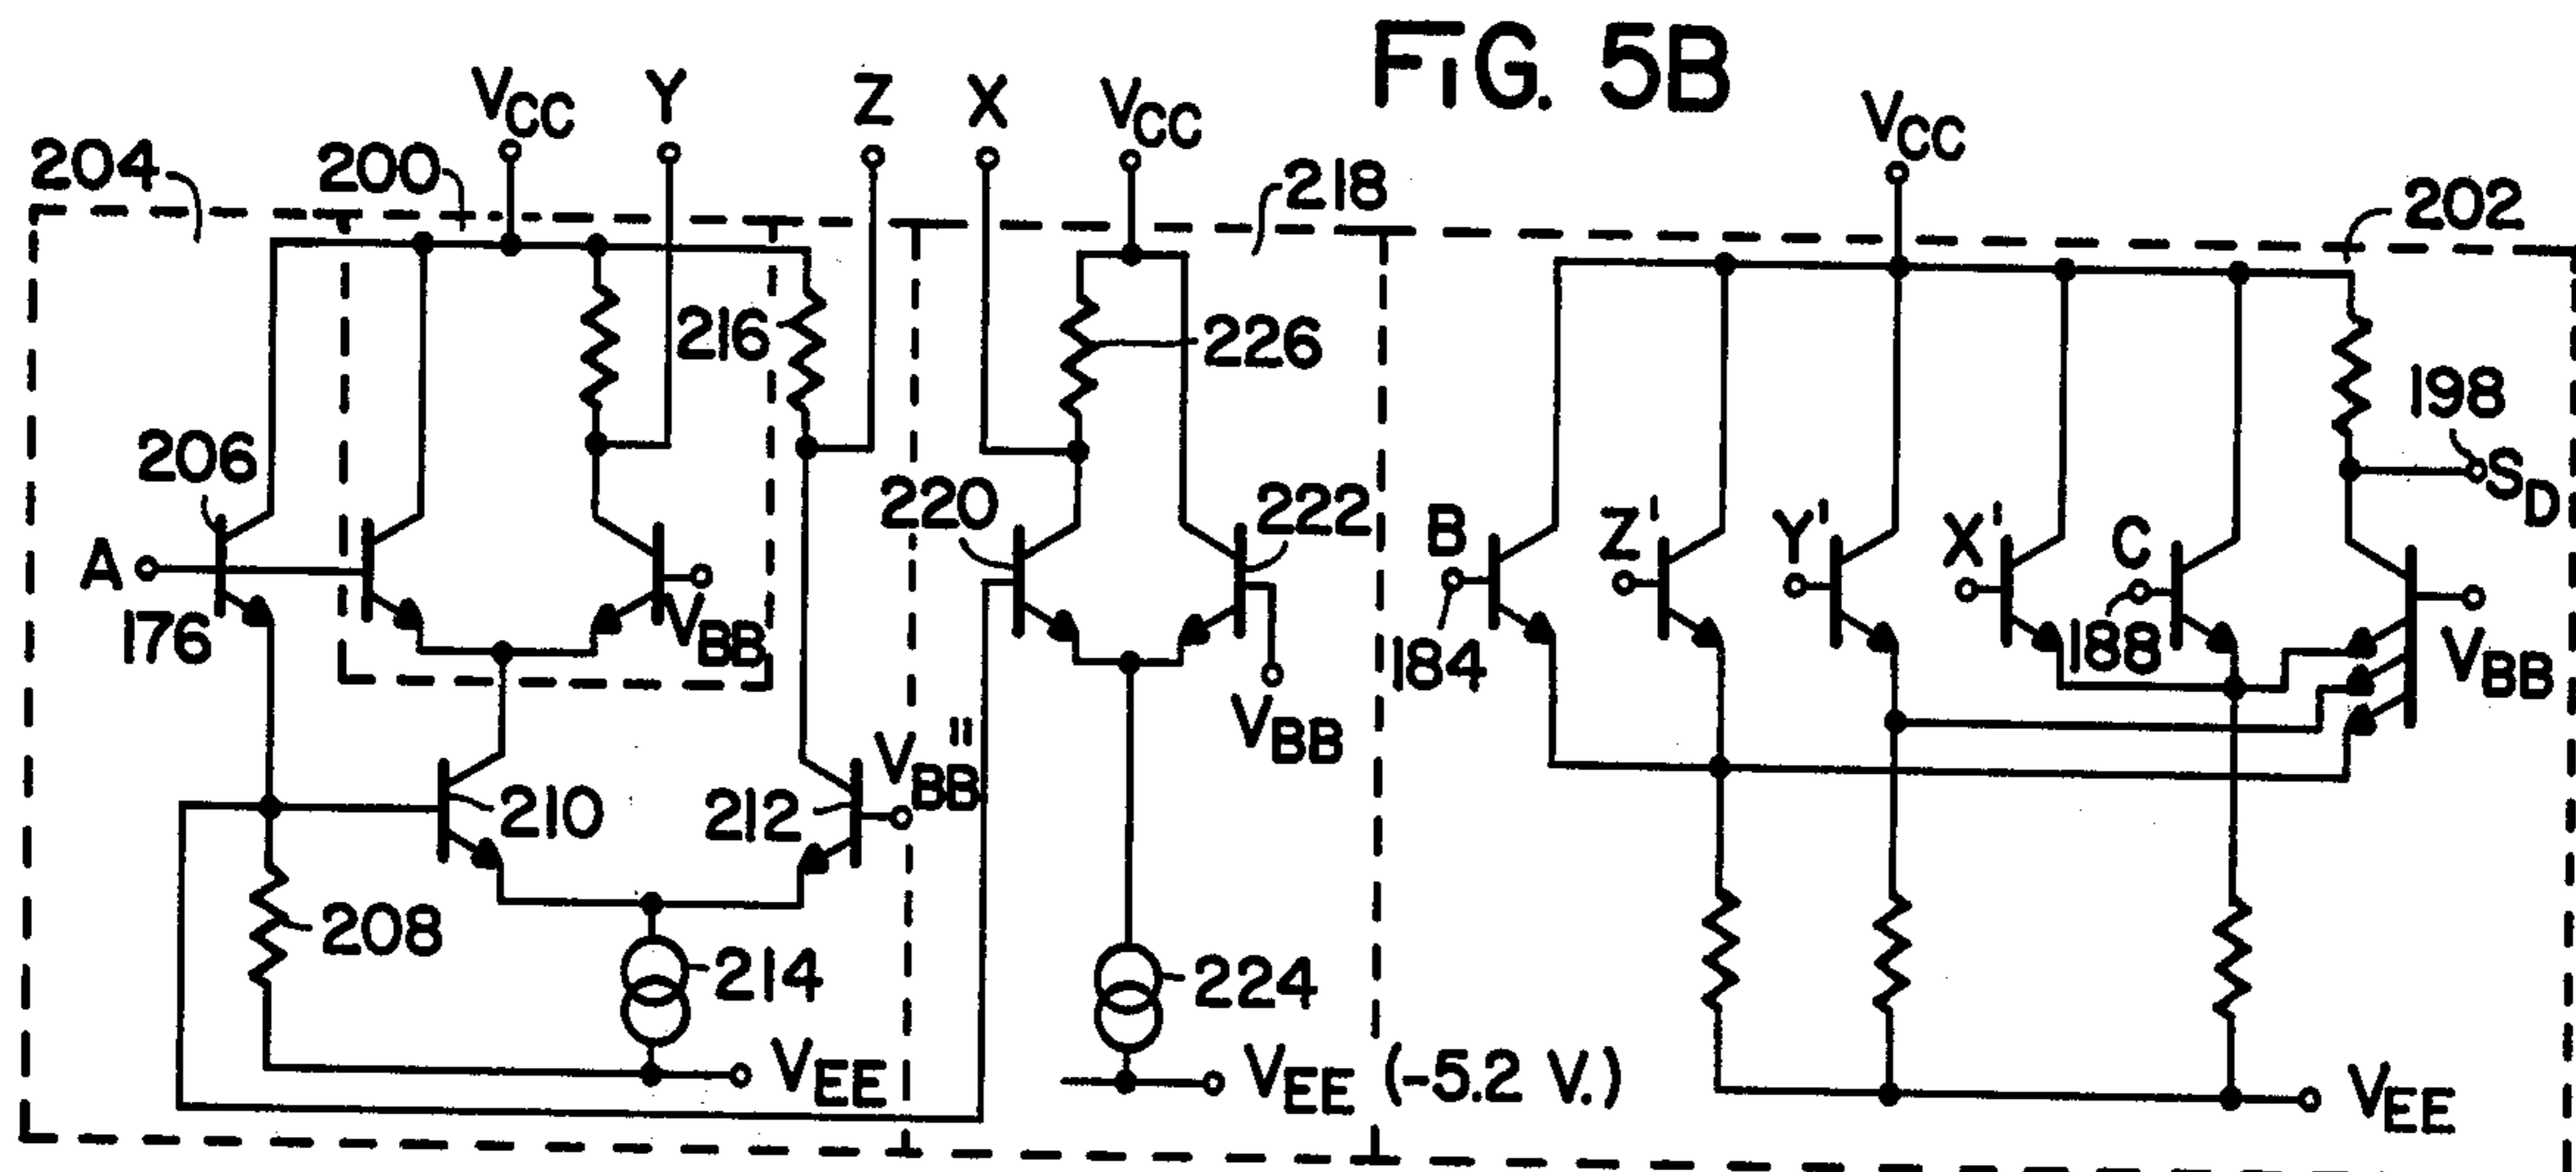 FIG. 5B
VCC Y Z X VCC VCC
204 200 218 202
216 226 198
SD
206 220 222 B Z' Y' X' C
A VBB
176 184 188 VBB
VBB
VBB"
210 212
208 214 224
VEE VEE (-5.2 V.) VEE